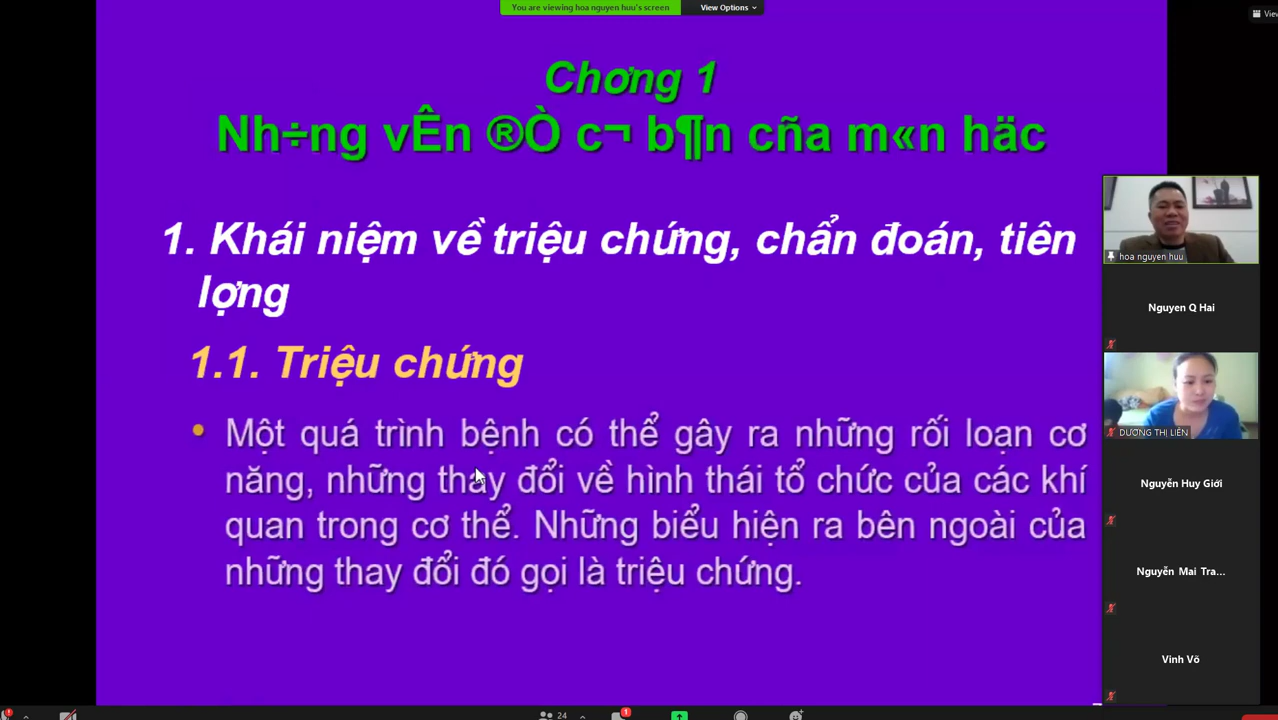 You are viewing hoa nguyen huu's screen
View Options
View
Chơng 1
Nh÷ng vÊn ®Ò c¬ b¶n cña m«n häc
1. Khái niệm về triệu chứng, chẩn đoán, tiên
lợng
1.1. Triệu chứng
• Một quá trình bệnh có thể gây ra những rối loạn cơ
năng, những thay đổi về hình thái tổ chức của các khí
quan trong cơ thể. Những biểu hiện ra bên ngoài của
những thay đổi đó gọi là triệu chứng.
hoa nguyen huu
Nguyen Q Hai
DƯƠNG THỊ LIÊN
Nguyễn Huy Giới
Nguyễn Mai Tra...
Vinh Võ
24
1